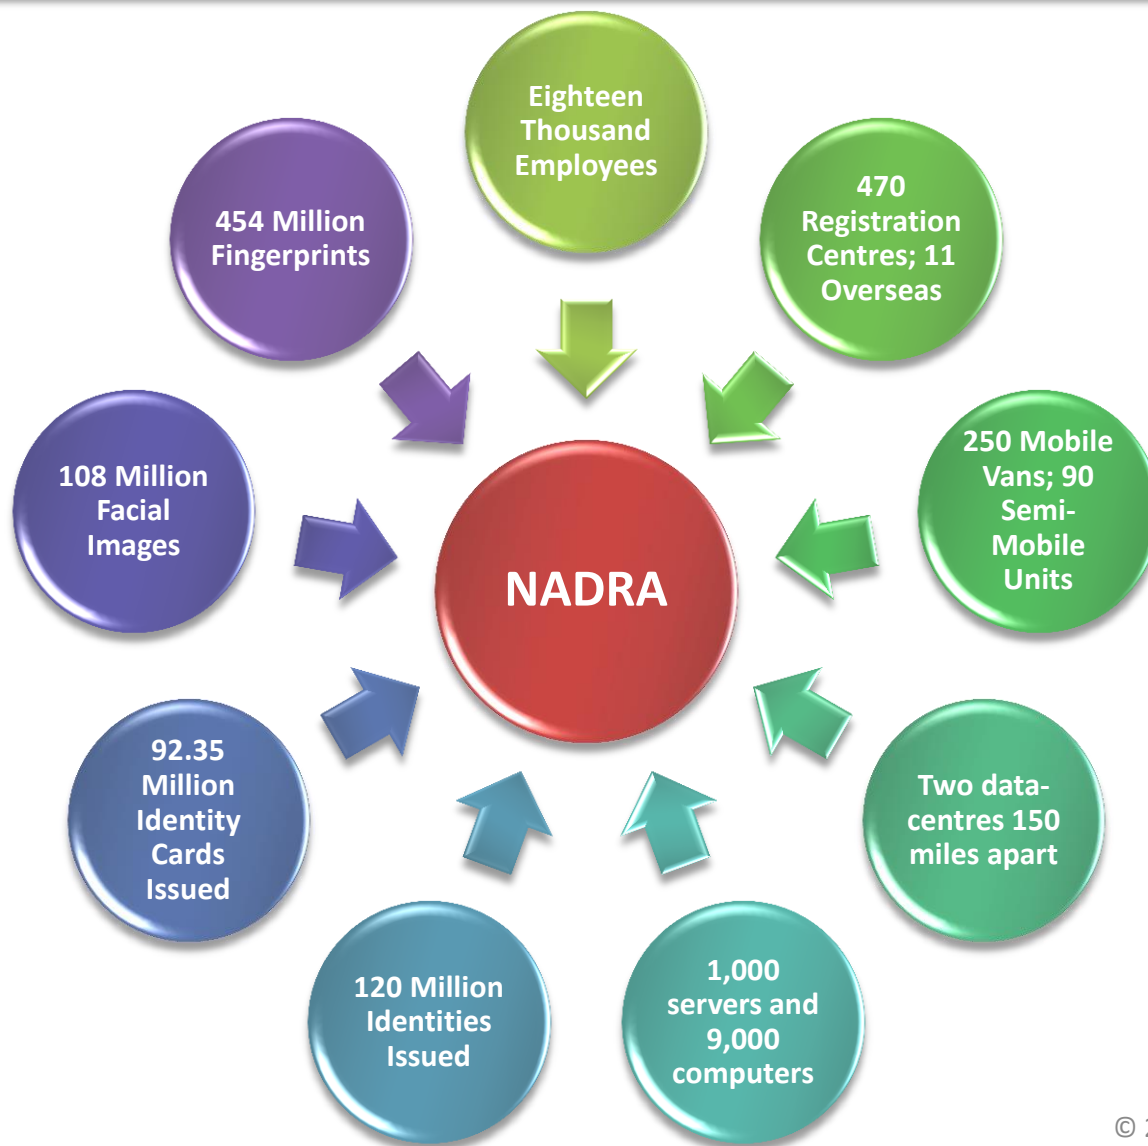 Eighteen
Thousand
Employees
470
Registration
Centres; 11
Overseas
250 Mobile
Vans; 90
Semi-
Mobile
Units
Two data-
centres 150
miles apart
1,000
servers and
9,000
computers
120 Million
Identities
Issued
92.35
Million
Identity
Cards
Issued
108 Million
Facial
Images
454 Million
Fingerprints
NADRA
©